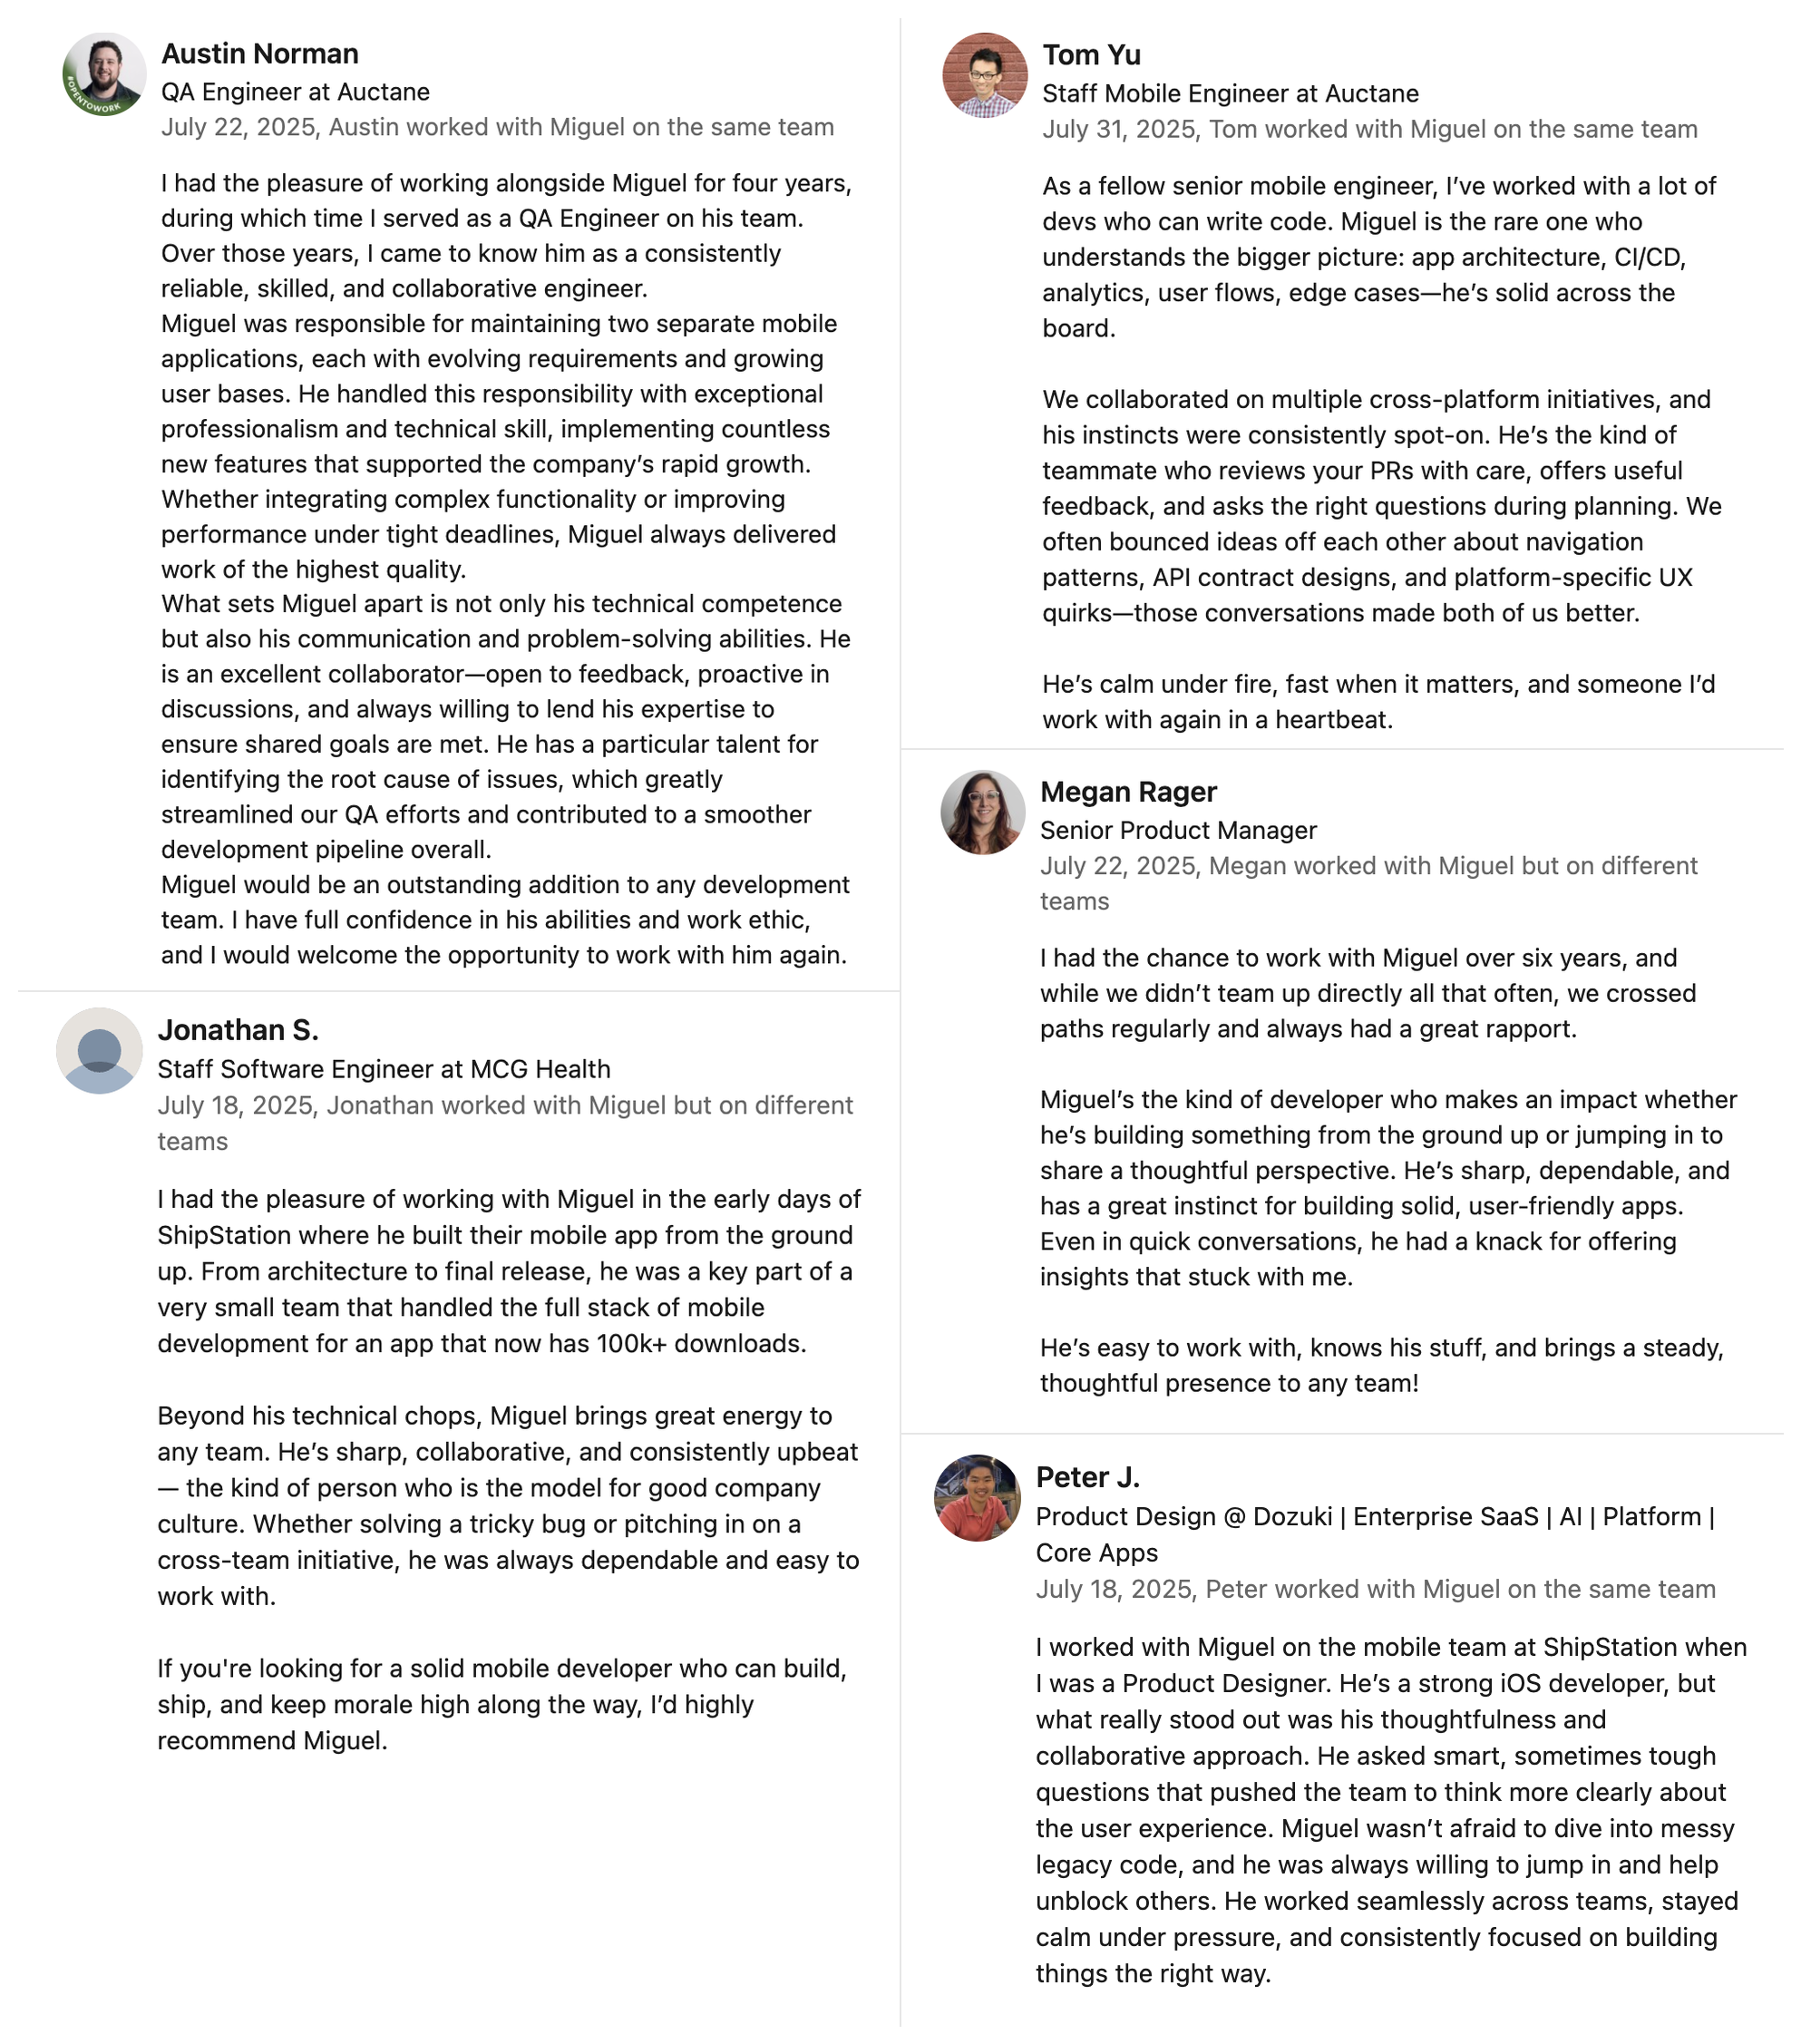 Austin Norman
QA Engineer at Auctane
July 22, 2025, Austin worked with Miguel on the same team
I had the pleasure of working alongside Miguel for four years,
during which time I served as a QA Engineer on his team.
Over those years, I came to know him as a consistently
reliable, skilled, and collaborative engineer.
Miguel was responsible for maintaining two separate mobile
applications, each with evolving requirements and growing
user bases. He handled this responsibility with exceptional
professionalism and technical skill, implementing countless
new features that supported the company’s rapid growth.
Whether integrating complex functionality or improving
performance under tight deadlines, Miguel always delivered
work of the highest quality.
What sets Miguel apart is not only his technical competence
but also his communication and problem-solving abilities. He
is an excellent collaborator—open to feedback, proactive in
discussions, and always willing to lend his expertise to
ensure shared goals are met. He has a particular talent for
identifying the root cause of issues, which greatly
streamlined our QA efforts and contributed to a smoother
development pipeline overall.
Miguel would be an outstanding addition to any development
team. I have full confidence in his abilities and work ethic,
and I would welcome the opportunity to work with him again.
#OPENTOWORK
Jonathan S.
Staff Software Engineer at MCG Health
July 18, 2025, Jonathan worked with Miguel but on different
teams
I had the pleasure of working with Miguel in the early days of
ShipStation where he built their mobile app from the ground
up. From architecture to final release, he was a key part of a
very small team that handled the full stack of mobile
development for an app that now has 100k+ downloads.
Beyond his technical chops, Miguel brings great energy to
any team. He’s sharp, collaborative, and consistently upbeat
— the kind of person who is the model for good company
culture. Whether solving a tricky bug or pitching in on a
cross-team initiative, he was always dependable and easy to
work with.
If you're looking for a solid mobile developer who can build,
ship, and keep morale high along the way, I’d highly
recommend Miguel.
Tom Yu
Staff Mobile Engineer at Auctane
July 31, 2025, Tom worked with Miguel on the same team
As a fellow senior mobile engineer, I’ve worked with a lot of
devs who can write code. Miguel is the rare one who
understands the bigger picture: app architecture, CI/CD,
analytics, user flows, edge cases—he’s solid across the
board.
We collaborated on multiple cross-platform initiatives, and
his instincts were consistently spot-on. He’s the kind of
teammate who reviews your PRs with care, offers useful
feedback, and asks the right questions during planning. We
often bounced ideas off each other about navigation
patterns, API contract designs, and platform-specific UX
quirks—those conversations made both of us better.
He’s calm under fire, fast when it matters, and someone I’d
work with again in a heartbeat.
Megan Rager
Senior Product Manager
July 22, 2025, Megan worked with Miguel but on different
teams
I had the chance to work with Miguel over six years, and
while we didn’t team up directly all that often, we crossed
paths regularly and always had a great rapport.
Miguel’s the kind of developer who makes an impact whether
he’s building something from the ground up or jumping in to
share a thoughtful perspective. He’s sharp, dependable, and
has a great instinct for building solid, user-friendly apps.
Even in quick conversations, he had a knack for offering
insights that stuck with me.
He’s easy to work with, knows his stuff, and brings a steady,
thoughtful presence to any team!
Peter J.
Product Design @ Dozuki | Enterprise SaaS | AI | Platform |
Core Apps
July 18, 2025, Peter worked with Miguel on the same team
I worked with Miguel on the mobile team at ShipStation when
I was a Product Designer. He’s a strong iOS developer, but
what really stood out was his thoughtfulness and
collaborative approach. He asked smart, sometimes tough
questions that pushed the team to think more clearly about
the user experience. Miguel wasn’t afraid to dive into messy
legacy code, and he was always willing to jump in and help
unblock others. He worked seamlessly across teams, stayed
calm under pressure, and consistently focused on building
things the right way.